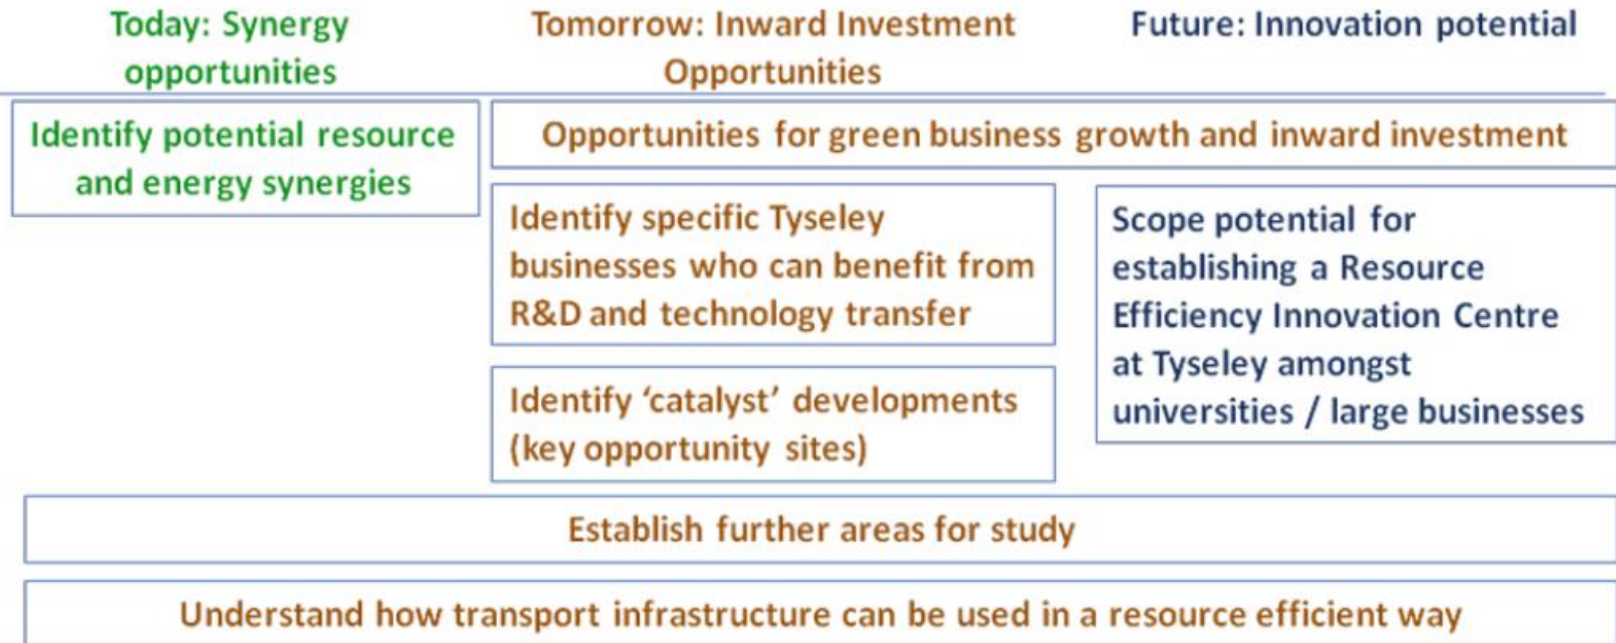 Today: Synergy
opportunities
Tomorrow: Inward Investment
Opportunities
Future: Innovation potential
Identify potential resource
and energy synergies
Opportunities for green business growth and inward investment
Identify specific Tyseley
businesses who can benefit from
R&D and technology transfer
Identify ‘catalyst’ developments
(key opportunity sites)
Scope potential for
establishing a Resource
Efficiency Innovation Centre
at Tyseley amongst
universities / large businesses
Establish further areas for study
Understand how transport infrastructure can be used in a resource efficient way